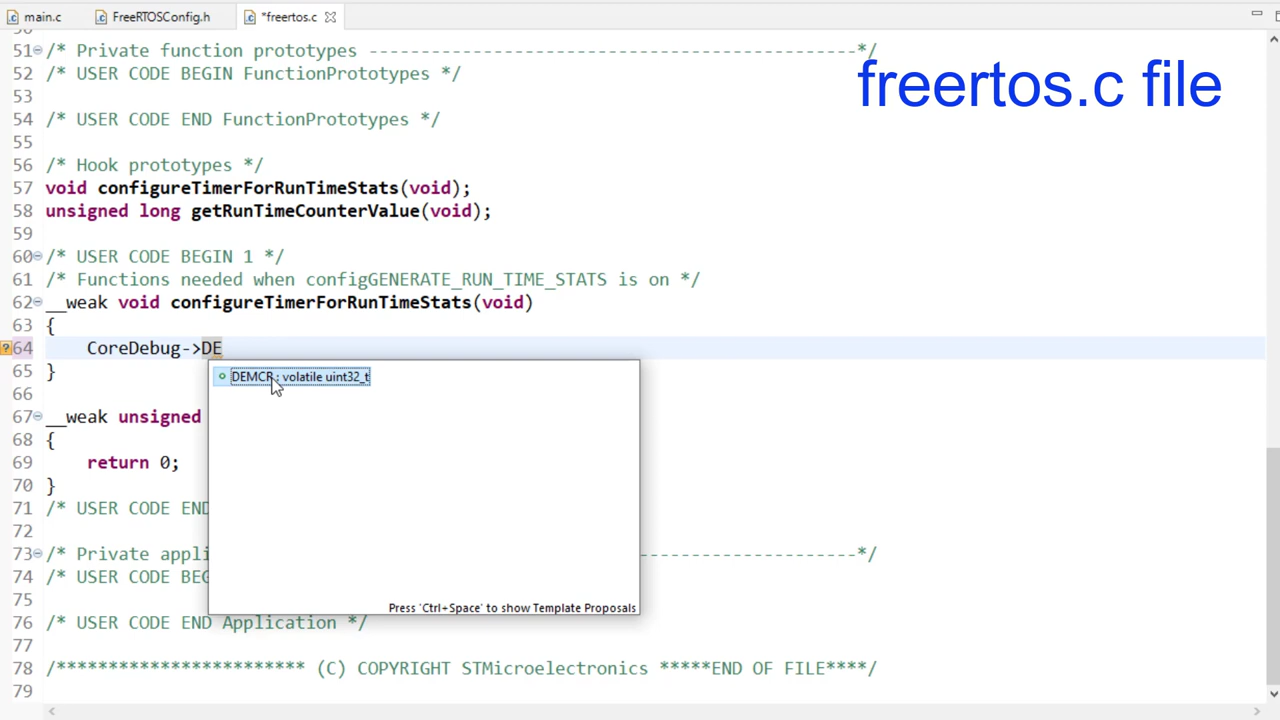 main.c FreeRTOSConfig.h *freertos.c
51 /* Private function prototypes -----------------------------------------------*/
freertos.c file
52 /* USER CODE BEGIN FunctionPrototypes */
53
54 /* USER CODE END FunctionPrototypes */
55
56 /* Hook prototypes */
57 void configureTimerForRunTimeStats(void);
58 unsigned long getRunTimeCounterValue(void);
59
60 /* USER CODE BEGIN 1 */
61 /* Functions needed when configGENERATE_RUN_TIME_STATS is on */
62 __weak void configureTimerForRunTimeStats(void)
63 {
64 CoreDebug->DE
DEMCR : volatile uint32_t
65 }
66
67 __weak unsigned
68 {
69 return 0;
70 }
71 /* USER CODE END
72
73 /* Private appli -----------------------*/
74 /* USER CODE BEG
75
Press 'Ctrl+Space' to show Template Proposals
76 /* USER CODE END Application */
77
78 /************************ (C) COPYRIGHT STMicroelectronics *****END OF FILE****/
79